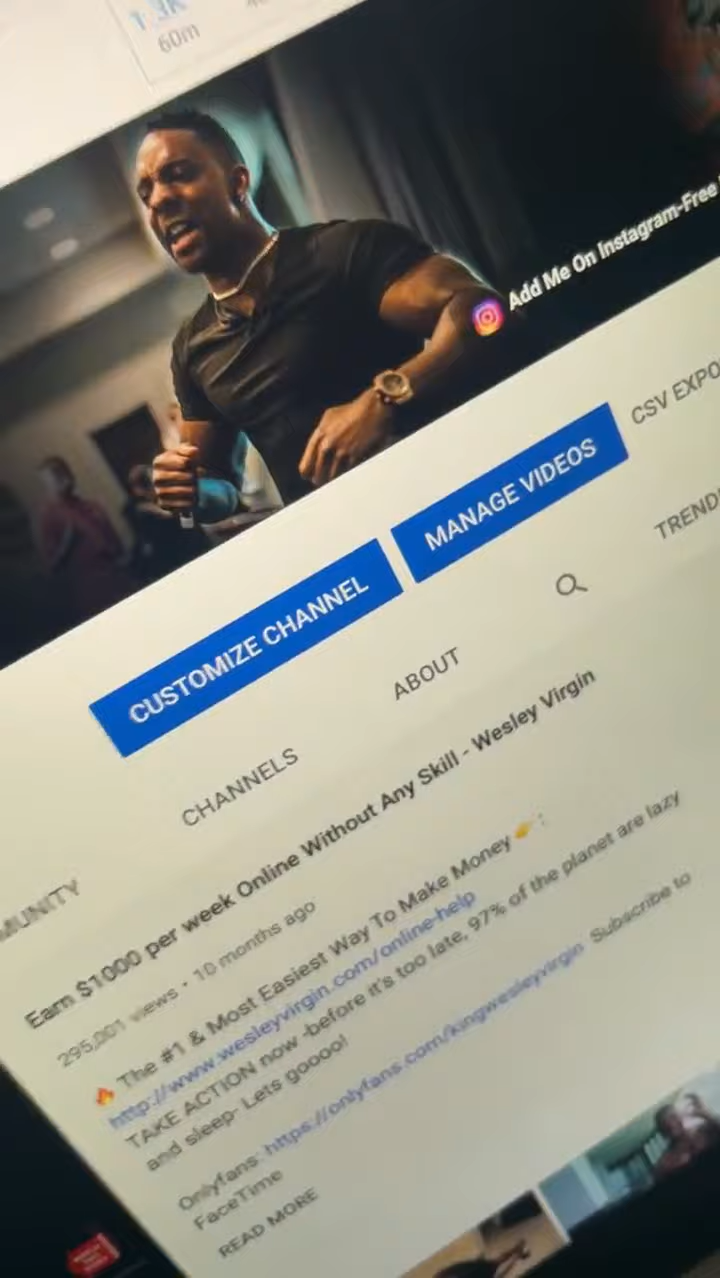 60m
Add Me On Instagram-Free
CUSTOMIZE CHANNEL
MANAGE VIDEOS
CSV EXPO
MUNITY
CHANNELS
ABOUT
TREND
Earn $1000 per week Online Without Any Skill - Wesley Virgin
295,001 views • 10 months ago
🔥 The #1 & Most Easiest Way To Make Money 👉:
http://www.wesleyvirgin.com/online-help
TAKE ACTION now -before it's too late, 97% of the planet are lazy
and sleep- Lets goooo!
Onlyfans: https://onlyfans.com/kingwesleyvirgin Subscribe to
FaceTime
READ MORE